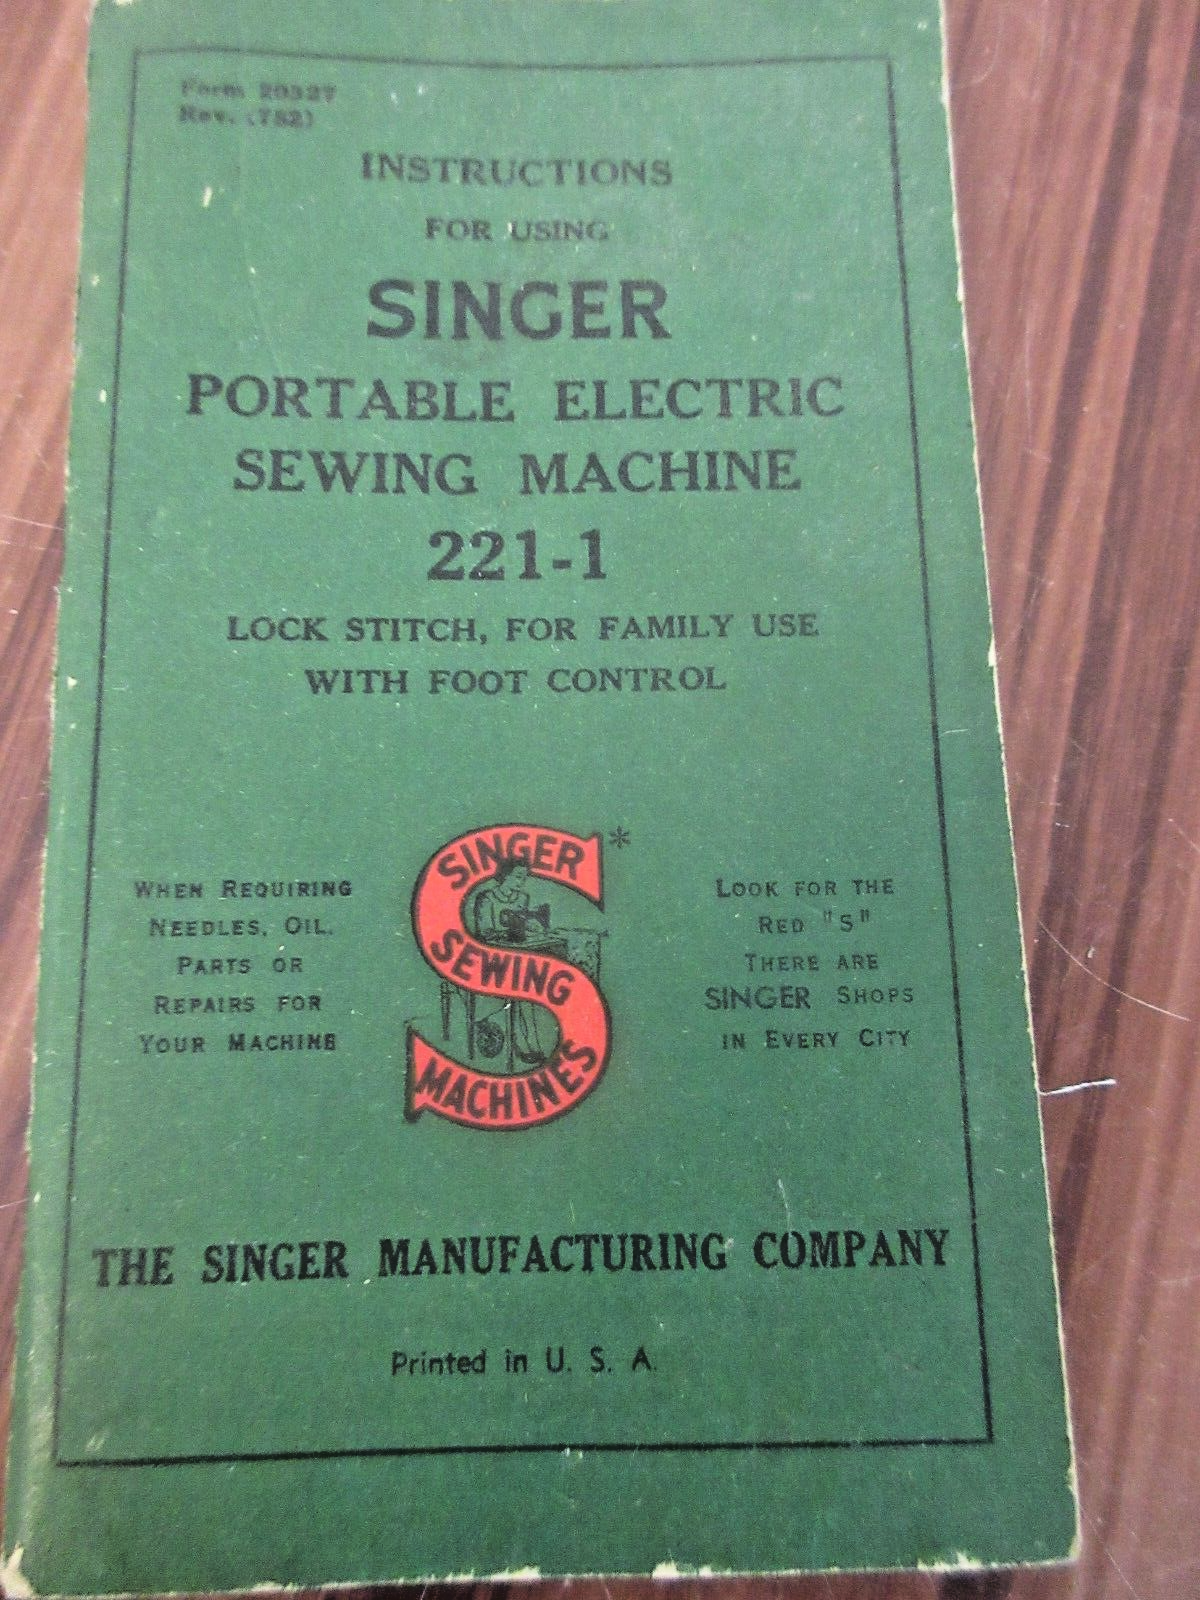 Form 20327
Rev. (752)
INSTRUCTIONS
FOR USING
SINGER
PORTABLE ELECTRIC
SEWING MACHINE
221-1
LOCK STITCH, FOR FAMILY USE
WITH FOOT CONTROL
WHEN REQUIRING
NEEDLES, OIL,
PARTS OR
REPAIRS FOR
YOUR MACHINE
SINGER *
SEWING
MACHINES
LOOK FOR THE
RED "S"
THERE ARE
SINGER SHOPS
IN EVERY CITY
THE SINGER MANUFACTURING COMPANY
Printed in U. S. A.